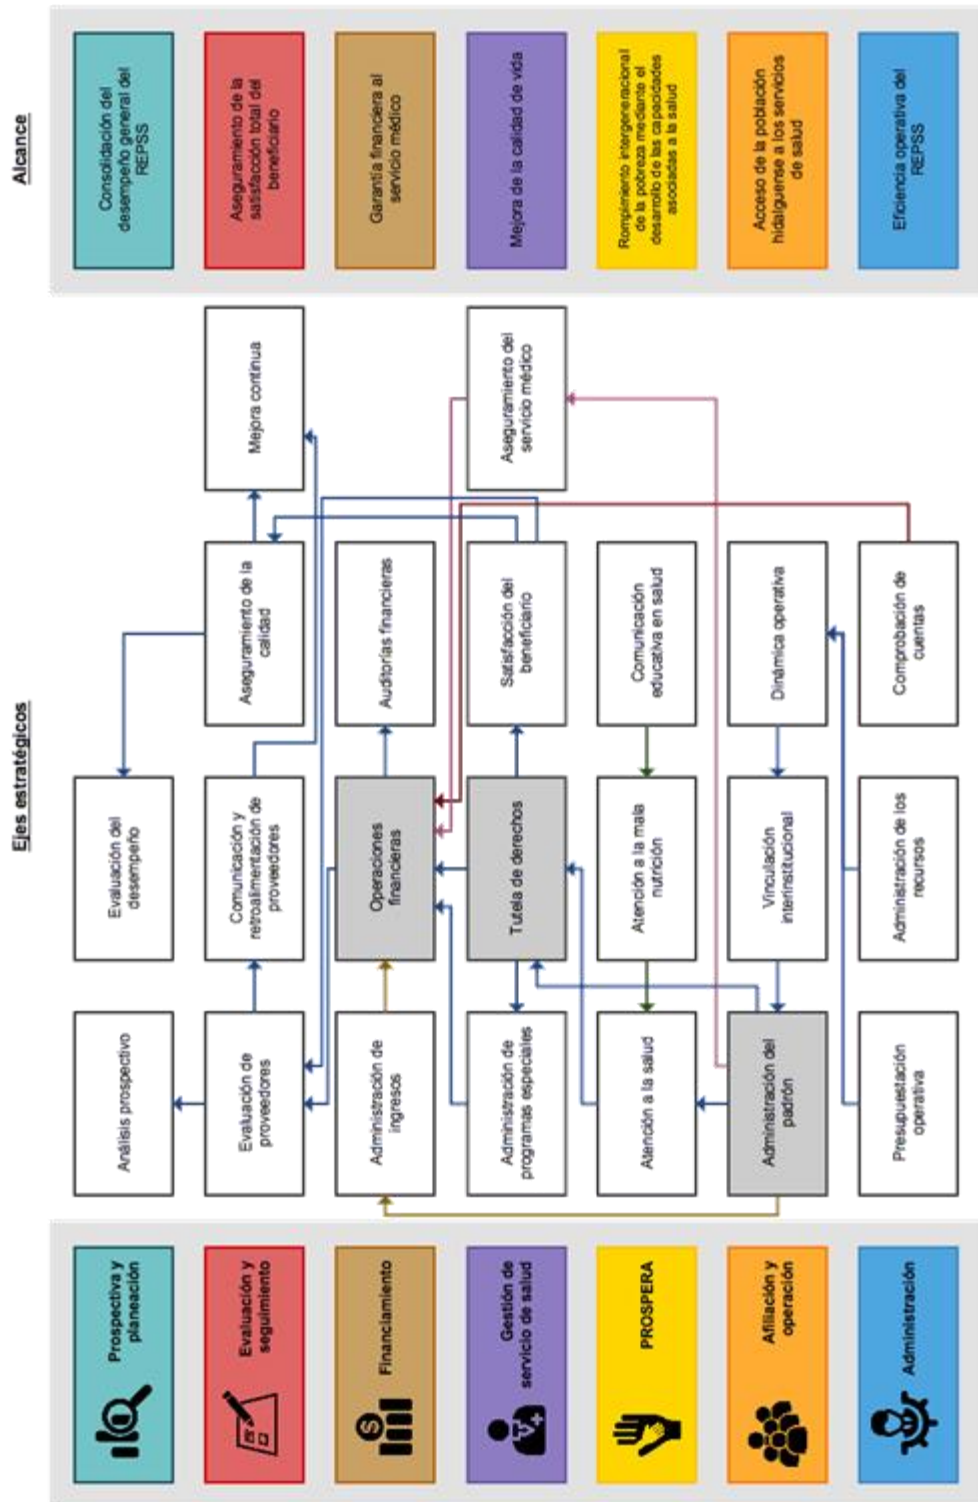 Ejes estratégicos
Alcance
Prospectiva y
planeación
Análisis prospectivo
Evaluación del
desempeño
Consolidación del
desempeño general del
REPSS
Evaluación y
seguimiento
Evaluación de
proveedores
Comunicación y
retroalimentación de
proveedores
Aseguramiento de la
calidad
Mejora continua
Aseguramiento de la
satisfacción total del
beneficiario
Financiamiento
Administración de
ingresos
Operaciones
financieras
Auditorías financieras
Garantía financiera al
servicio médico
Gestión de
servicio de salud
Administración de
programas especiales
Tutela de derechos
Satisfacción del
beneficiario
Aseguramiento del
servicio médico
Mejora de la calidad de vida
PROSPERA
Atención a la salud
Atención a la mala
nutrición
Comunicación
educativa en salud
Rompimiento intergeneracional
de la pobreza mediante el
desarrollo de las capacidades
asociadas a la salud
Afiliación y
operación
Administración del
padrón
Vinculación
interinstitucional
Dinámica operativa
Acceso de la población
hidalguense a los servicios
de salud
Administración
Presupuestación
operativa
Administración de los
recursos
Comprobación de
cuentas
Eficiencia operativa del
REPSS